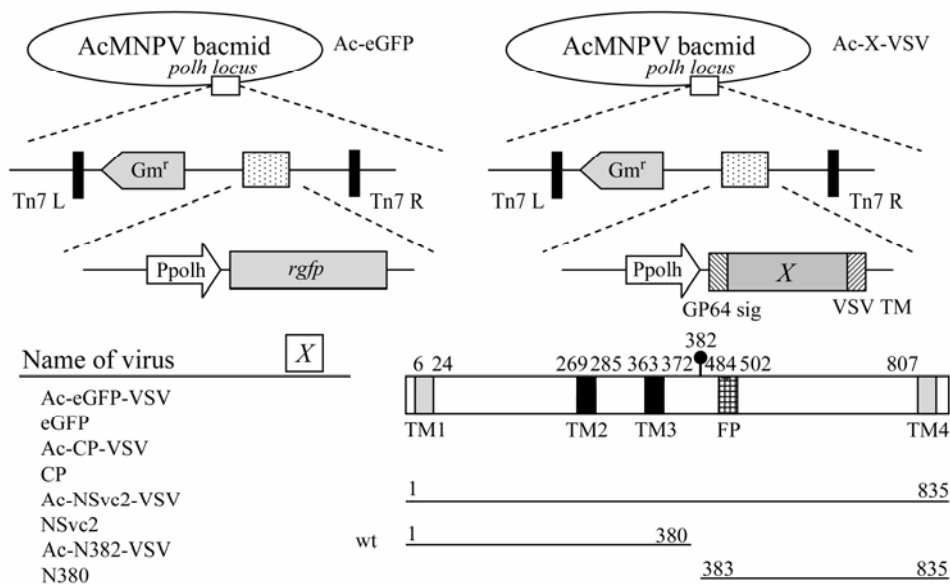 AcMNPV bacmid
polh locus
Ac-eGFP
Gmr
Tn7 L
Tn7 R
Ppolh
rgfp
AcMNPV bacmid
polh locus
Ac-X-VSV
Gmr
Tn7 L
Tn7 R
Ppolh
X
GP64 sig
VSV TM
Name of virus
X
Ac-eGFP-VSV
eGFP
Ac-CP-VSV
CP
Ac-NSvc2-VSV
NSvc2
Ac-N382-VSV
N380
wt
382
6 24 269 285 363 372 484 502 807
TM1 TM2 TM3 FP TM4
1 835
1 380
383 835